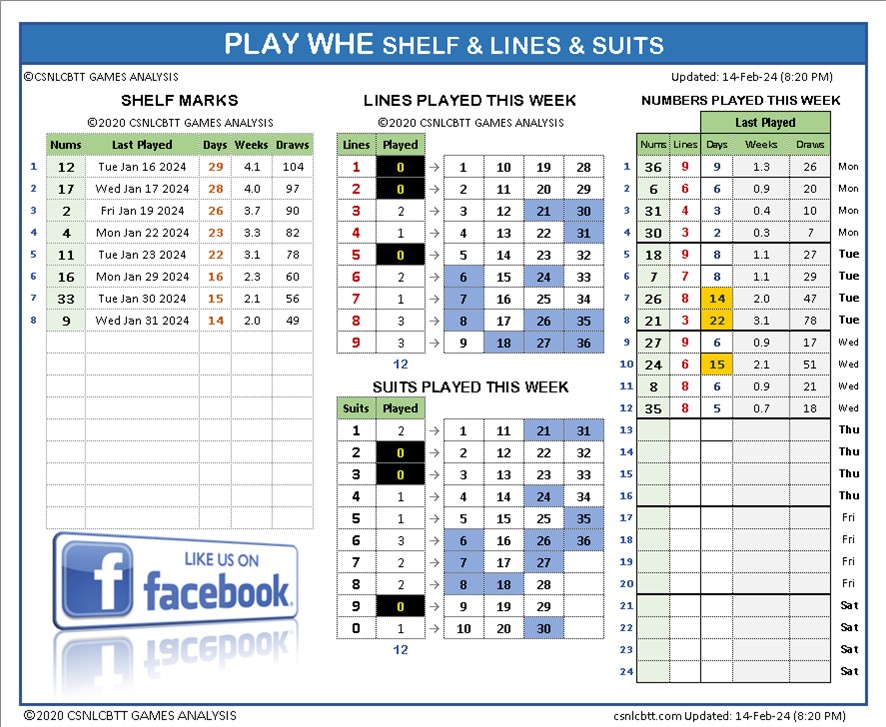 PLAY WHE SHELF & LINES & SUITS
©CSNLCBTT GAMES ANALYSIS
Updated: 14-Feb-24 (8:20 PM)
SHELF MARKS
©2020 CSNLCBTT GAMES ANALYSIS
Nums Last Played Days Weeks Draws
1 12 Tue Jan 16 2024 29 4.1 104
2 17 Wed Jan 17 2024 28 4.0 97
3 2 Fri Jan 19 2024 26 3.7 90
4 4 Mon Jan 22 2024 23 3.3 82
5 11 Tue Jan 23 2024 22 3.1 78
6 16 Mon Jan 29 2024 16 2.3 60
7 33 Tue Jan 30 2024 15 2.1 56
8 9 Wed Jan 31 2024 14 2.0 49
LIKE US ON
facebook
LINES PLAYED THIS WEEK
©2020 CSNLCBTT GAMES ANALYSIS
Lines Played
1 0 → 1 10 19 28
2 0 → 2 11 20 29
3 2 → 3 12 21 30
4 1 → 4 13 22 31
5 0 → 5 14 23 32
6 2 → 6 15 24 33
7 1 → 7 16 25 34
8 3 → 8 17 26 35
9 3 → 9 18 27 36
12
SUITS PLAYED THIS WEEK
Suits Played
1 2 → 1 11 21 31
2 0 → 2 12 22 32
3 0 → 3 13 23 33
4 1 → 4 14 24 34
5 1 → 5 15 25 35
6 3 → 6 16 26 36
7 2 → 7 17 27
8 2 → 8 18 28
9 0 → 9 19 29
0 1 → 10 20 30
12
NUMBERS PLAYED THIS WEEK
Last Played
Nums Lines Days Weeks Draws
1 36 9 9 1.3 26 Mon
2 6 6 6 0.9 20 Mon
3 31 4 3 0.4 10 Mon
4 30 3 2 0.3 7 Mon
5 18 9 8 1.1 27 Tue
6 7 7 8 1.1 29 Tue
7 26 8 14 2.0 47 Tue
8 21 3 22 3.1 78 Tue
9 27 9 6 0.9 17 Wed
10 24 6 15 2.1 51 Wed
11 8 8 6 0.9 21 Wed
12 35 8 5 0.7 18 Wed
13 Thu
14 Thu
15 Thu
16 Thu
17 Fri
18 Fri
19 Fri
20 Fri
21 Sat
22 Sat
23 Sat
24 Sat
©2020 CSNLCBTT GAMES ANALYSIS
csnlcbtt.com Updated: 14-Feb-24 (8:20 PM)